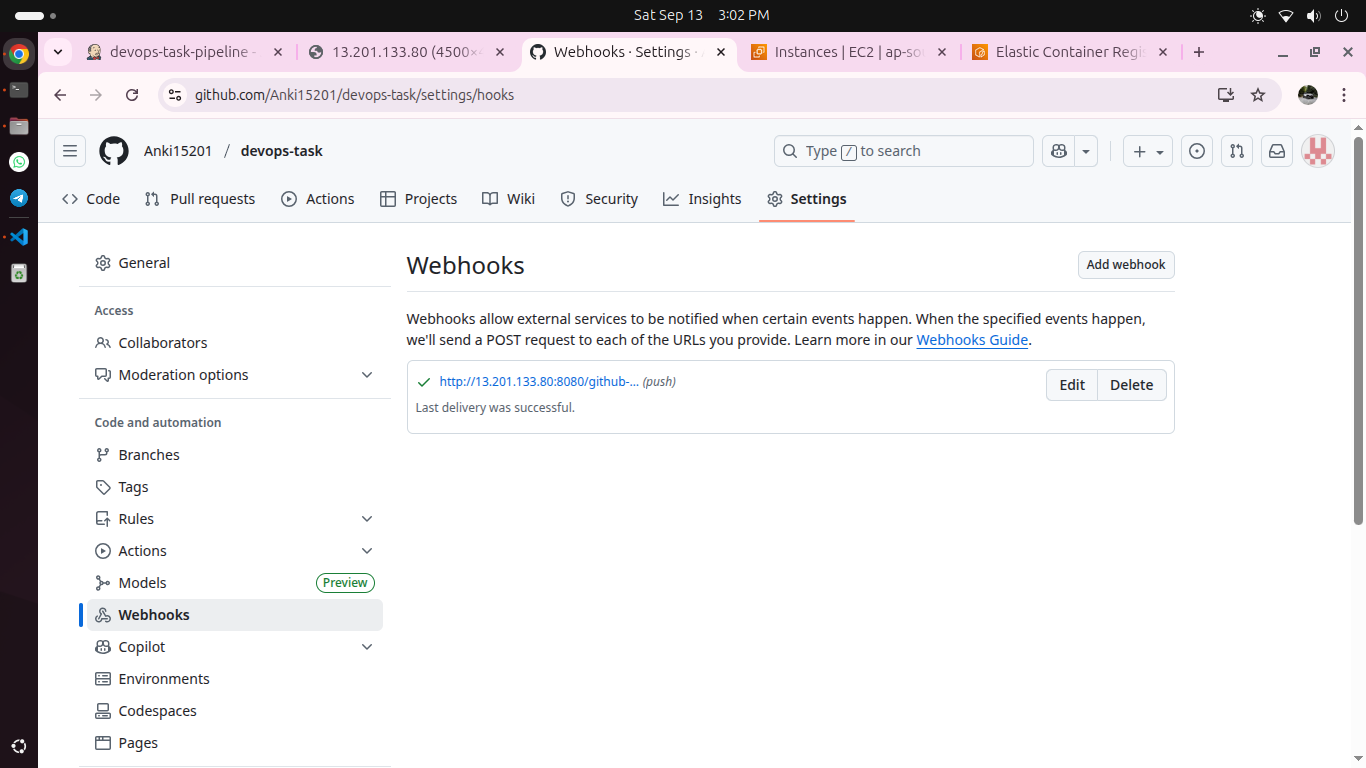 Sat Sep 13 3:02 PM
devops-task-pipeline -
13.201.133.80 (4500×
Webhooks · Settings ·
Instances | EC2 | ap-so
Elastic Container Regi
github.com/Anki15201/devops-task/settings/hooks
Anki15201 / devops-task
Type / to search
Code
Pull requests
Actions
Projects
Wiki
Security
Insights
Settings
General
Access
Collaborators
Moderation options
Code and automation
Branches
Tags
Rules
Actions
Models Preview
Webhooks
Copilot
Environments
Codespaces
Pages
Webhooks
Add webhook
Webhooks allow external services to be notified when certain events happen. When the specified events happen,
we'll send a POST request to each of the URLs you provide. Learn more in our Webhooks Guide.
http://13.201.133.80:8080/github-... (push)
Edit
Delete
Last delivery was successful.